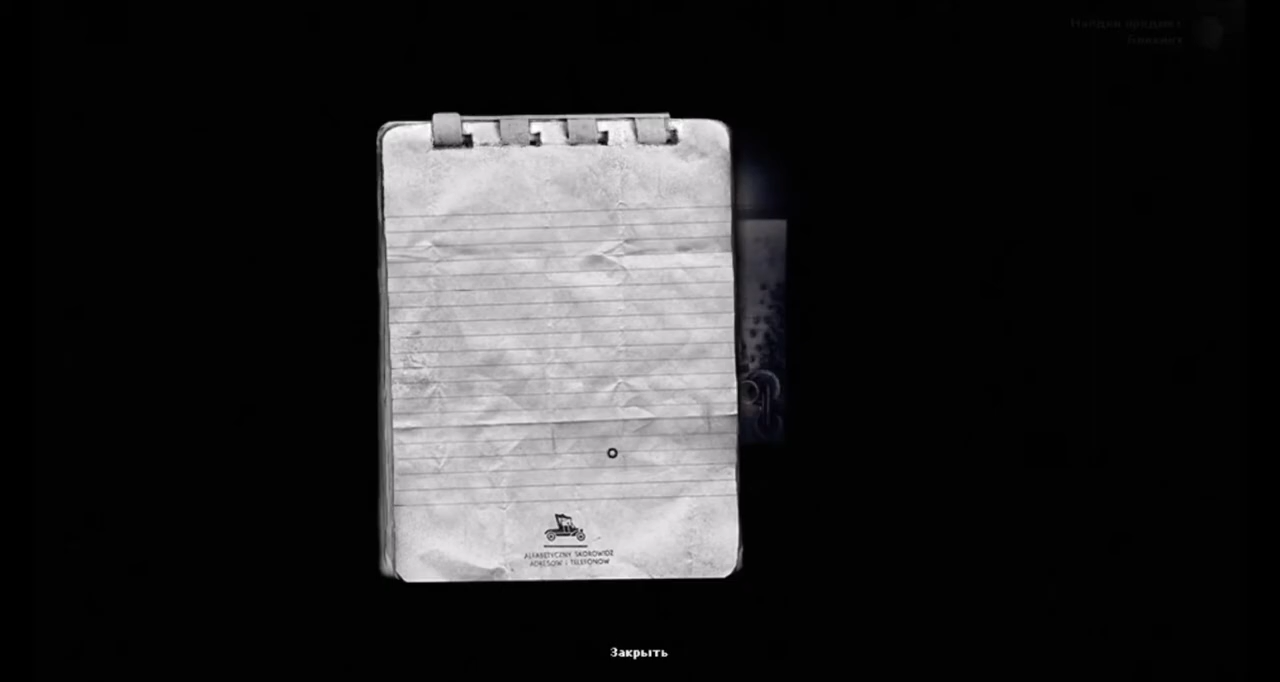 ALFABETYCZNY SKOROWIDZ
ADRESÓW I TELEFONÓW
Закрыть